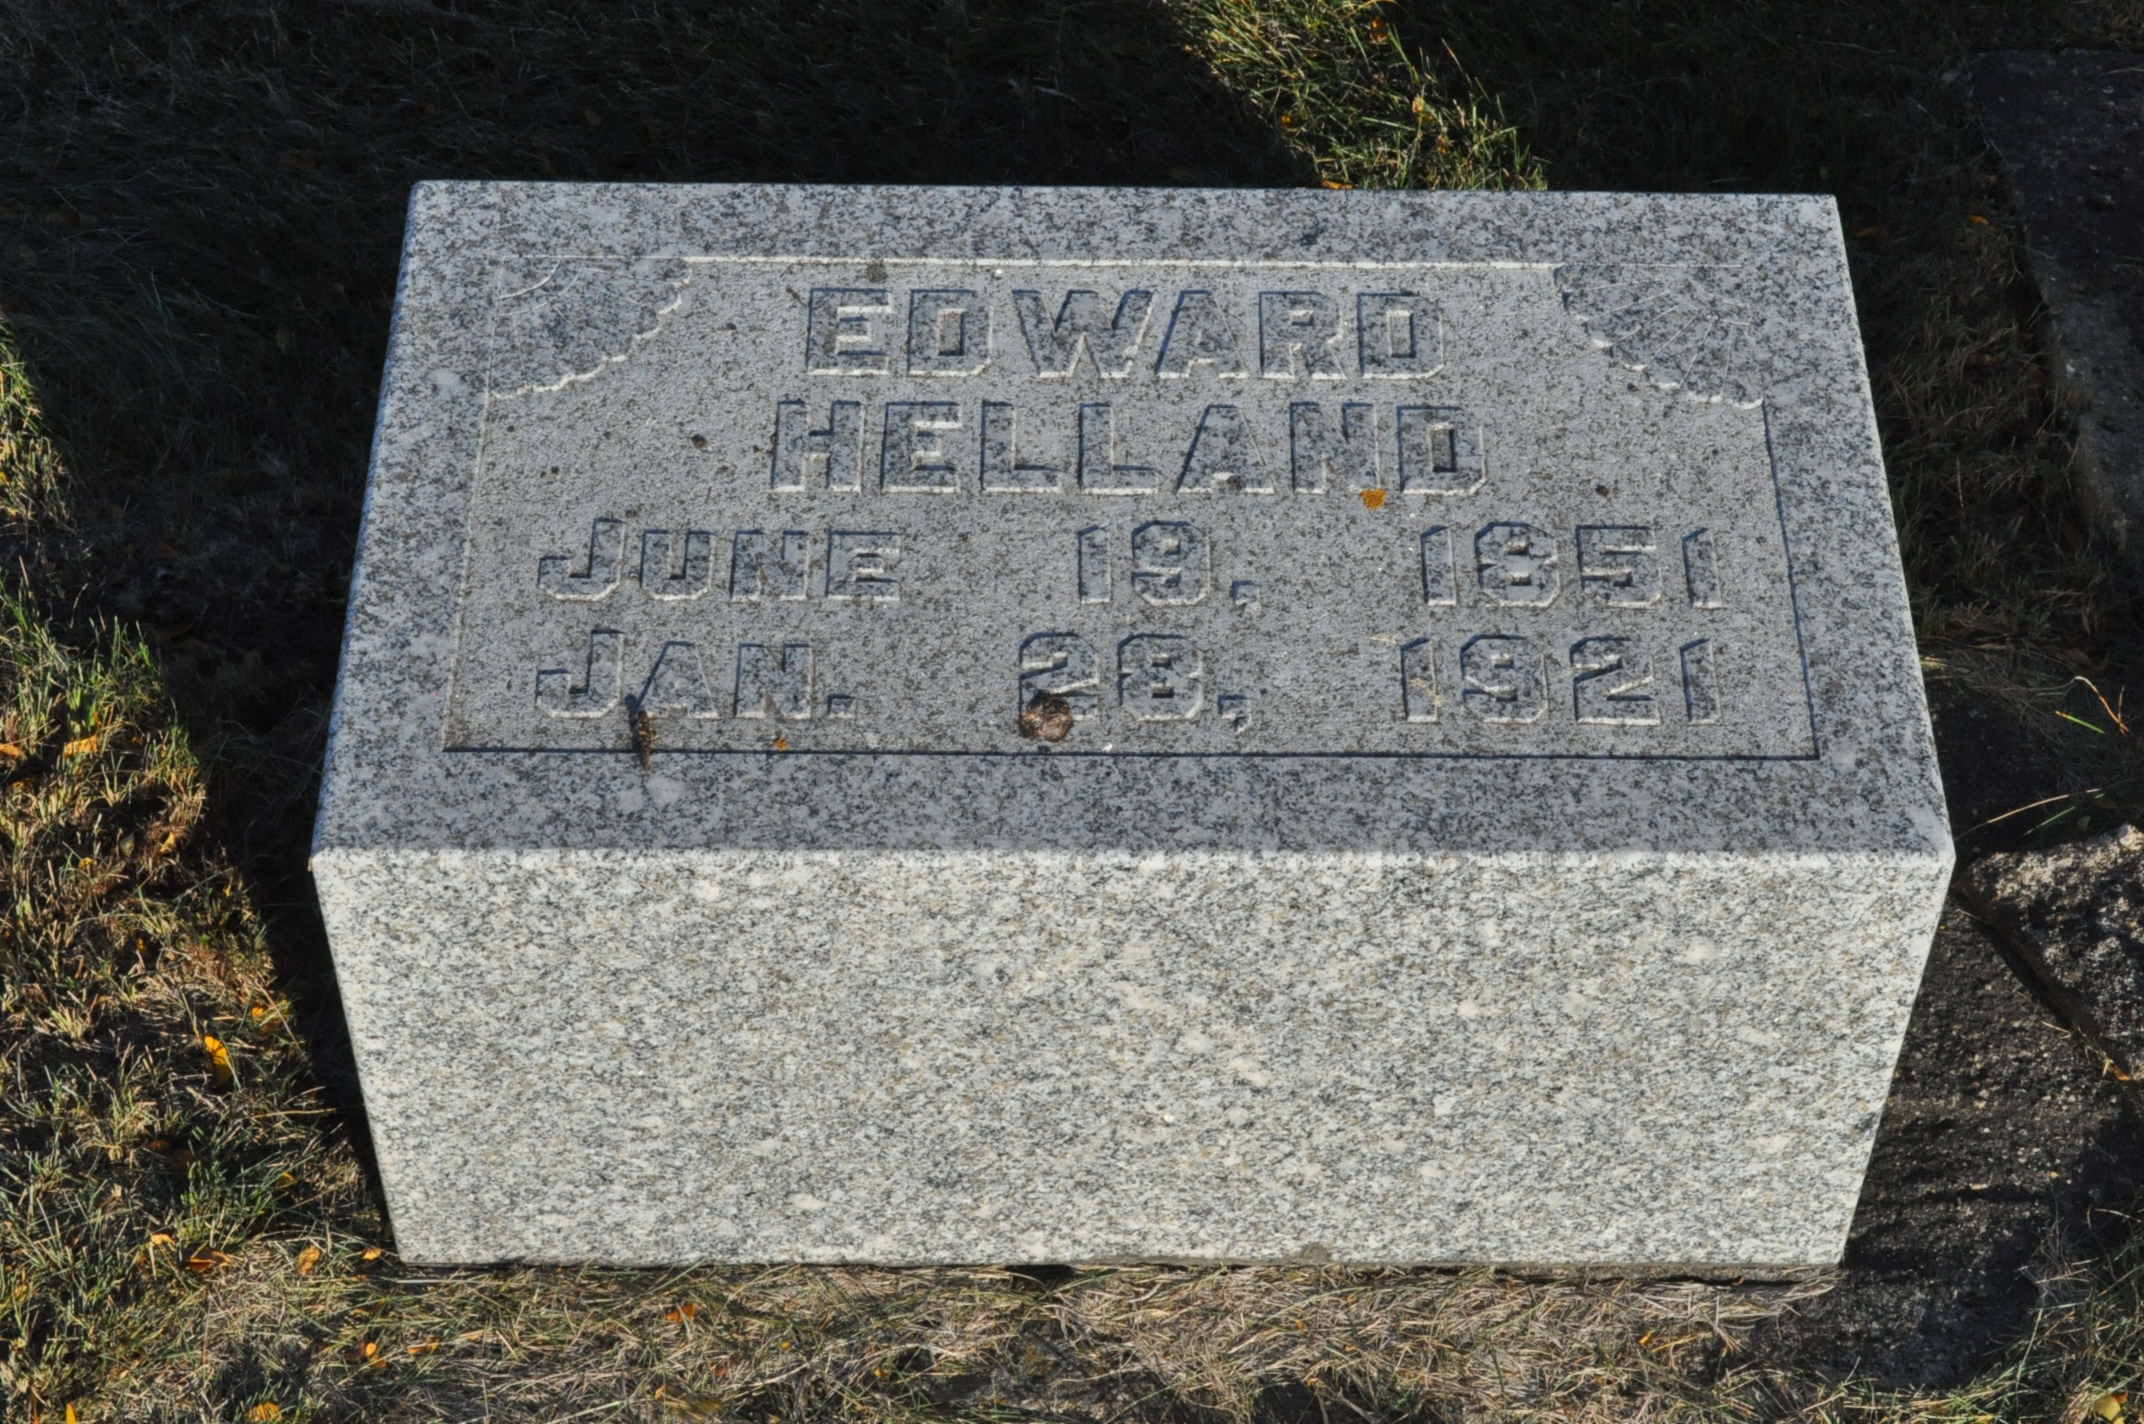 EDWARD
HELLAND
JUNE 19, 1851
JAN. 28, 1921